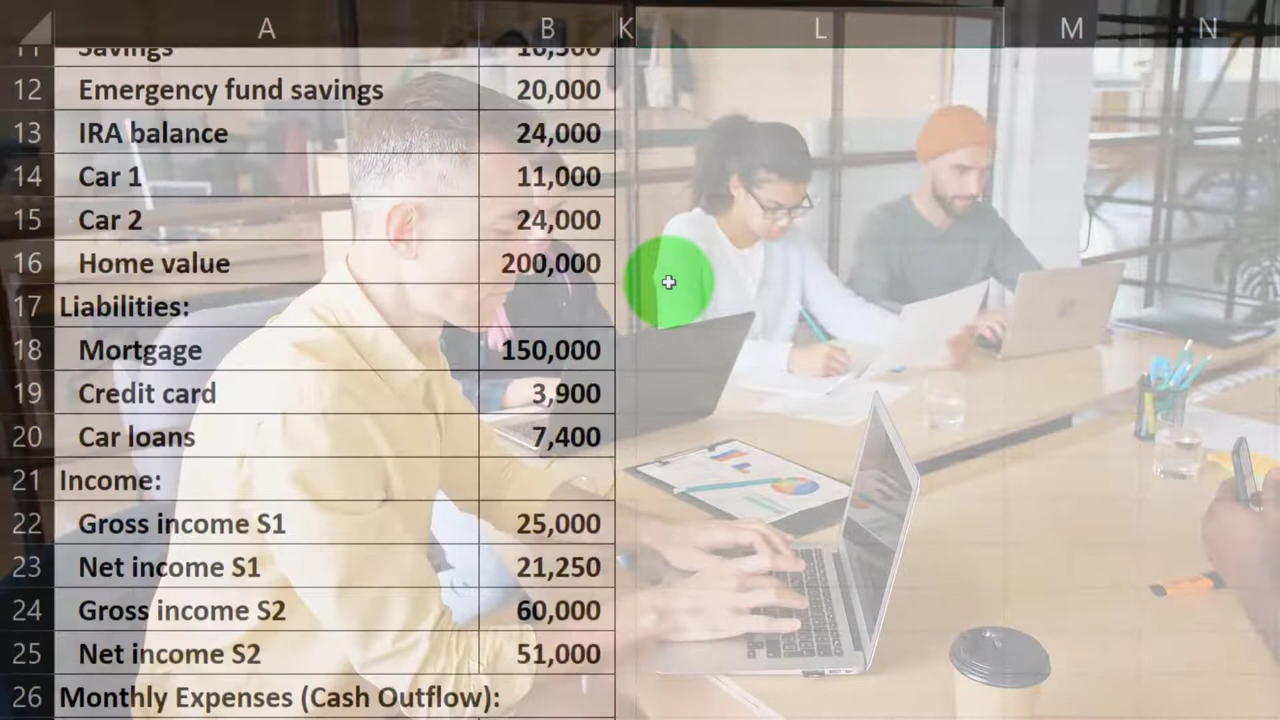 A B K L M N
11 Savings
12 Emergency fund savings 20,000
13 IRA balance 24,000
14 Car 1 11,000
15 Car 2 24,000
16 Home value 200,000
17 Liabilities:
18 Mortgage 150,000
19 Credit card 3,900
20 Car loans 7,400
21 Income:
22 Gross income S1 25,000
23 Net income S1 21,250
24 Gross income S2 60,000
25 Net income S2 51,000
26 Monthly Expenses (Cash Outflow):